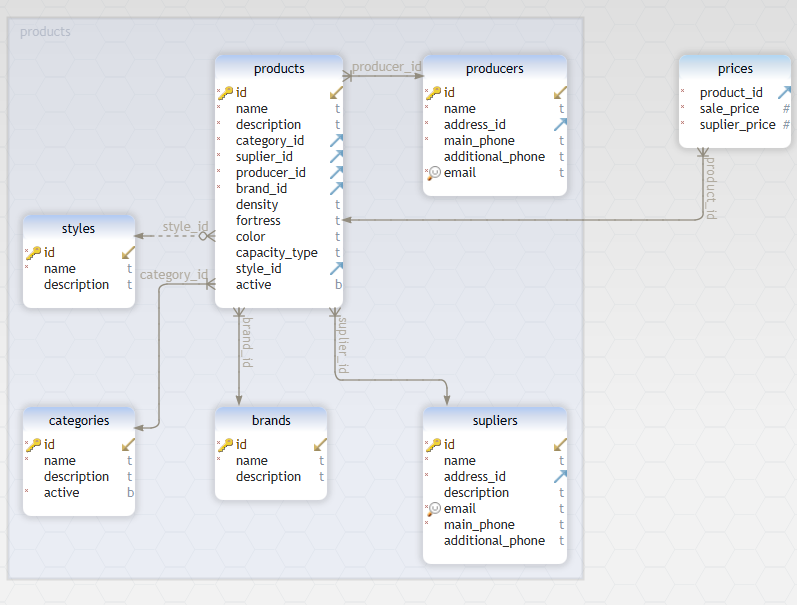 products
products
id
name t
description t
category_id
suplier_id
producer_id
brand_id
density t
fortress t
color t
capacity_type t
style_id
active b
producer_id
producers
id
name t
address_id
main_phone t
additional_phone t
email t
prices
product_id
sale_price #
suplier_price #
product_id
styles
id
name t
description t
style_id
category_id
brand_id
suplier_id
categories
id
name t
description t
active b
brands
id
name t
description t
supliers
id
name t
address_id
description t
email t
main_phone t
additional_phone t